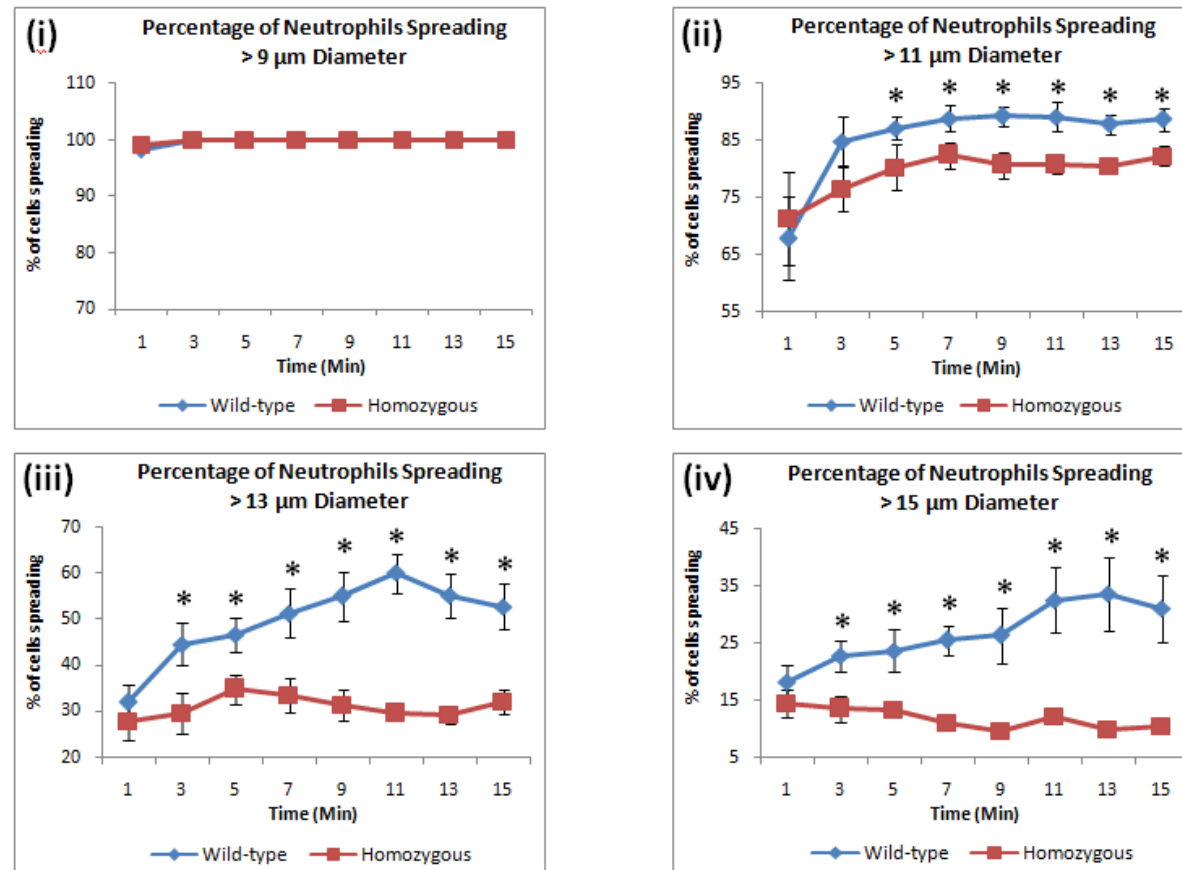 (i)
Percentage of Neutrophils Spreading
> 9 µm Diameter
% of cells spreading
110
100
90
80
70
1 3 5 7 9 11 13 15
Time (Min)
Wild-type Homozygous
(ii)
Percentage of Neutrophils Spreading
> 11 µm Diameter
% of cells spreading
95
85
75
65
55
* * * * * *
1 3 5 7 9 11 13 15
Time (Min)
Wild-type Homozygous
(iii)
Percentage of Neutrophils Spreading
> 13 µm Diameter
% of cells spreading
70
60
50
40
30
20
* * * * * * *
1 3 5 7 9 11 13 15
Time (Min)
Wild-type Homozygous
(iv)
Percentage of Neutrophils Spreading
> 15 µm Diameter
% of cells spreading
45
35
25
15
5
* * * * * * *
1 3 5 7 9 11 13 15
Time (Min)
Wild-type Homozygous